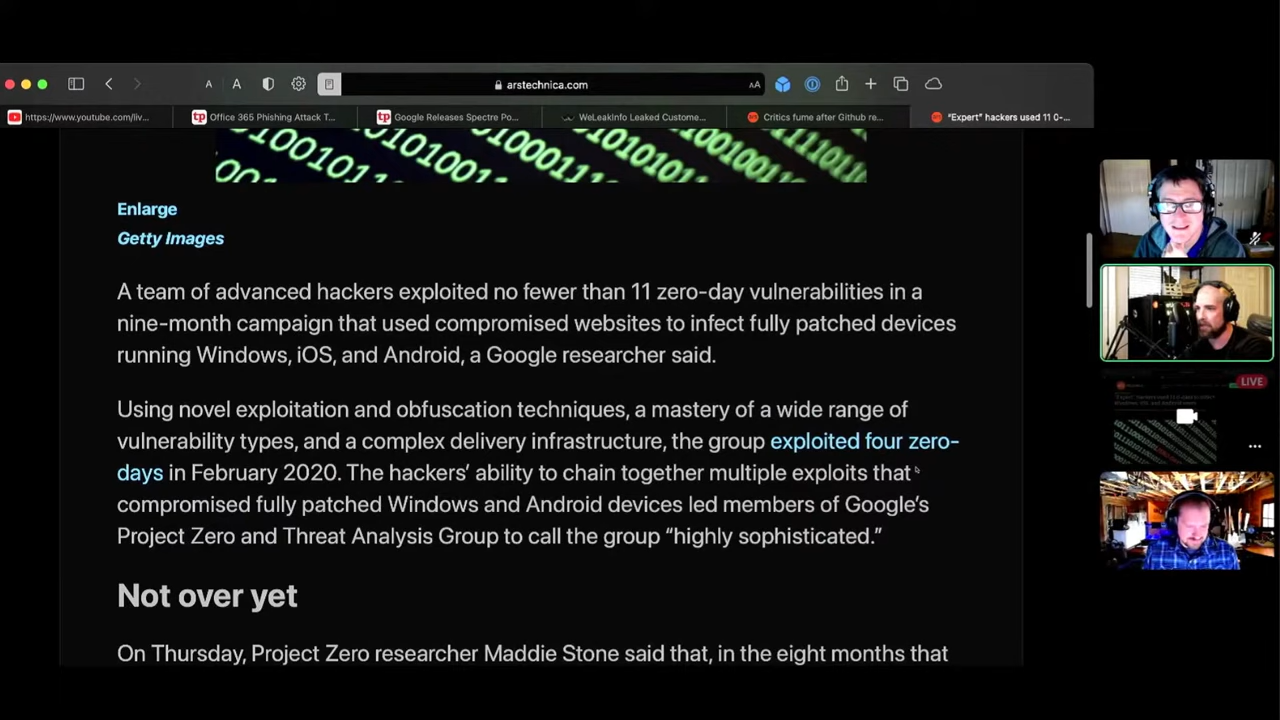 A A arstechnica.com AA
https://www.youtube.com/liv... tp Office 365 Phishing Attack T... tp Google Releases Spectre Po... WeLeakInfo Leaked Custome... Critics fume after Github re... "Expert" hackers used 11 0-...
Enlarge
Getty Images
A team of advanced hackers exploited no fewer than 11 zero-day vulnerabilities in a
nine-month campaign that used compromised websites to infect fully patched devices
running Windows, iOS, and Android, a Google researcher said.
Using novel exploitation and obfuscation techniques, a mastery of a wide range of
vulnerability types, and a complex delivery infrastructure, the group exploited four zero-
days in February 2020. The hackers’ ability to chain together multiple exploits that
compromised fully patched Windows and Android devices led members of Google’s
Project Zero and Threat Analysis Group to call the group “highly sophisticated.”
Not over yet
On Thursday, Project Zero researcher Maddie Stone said that, in the eight months that
LIVE